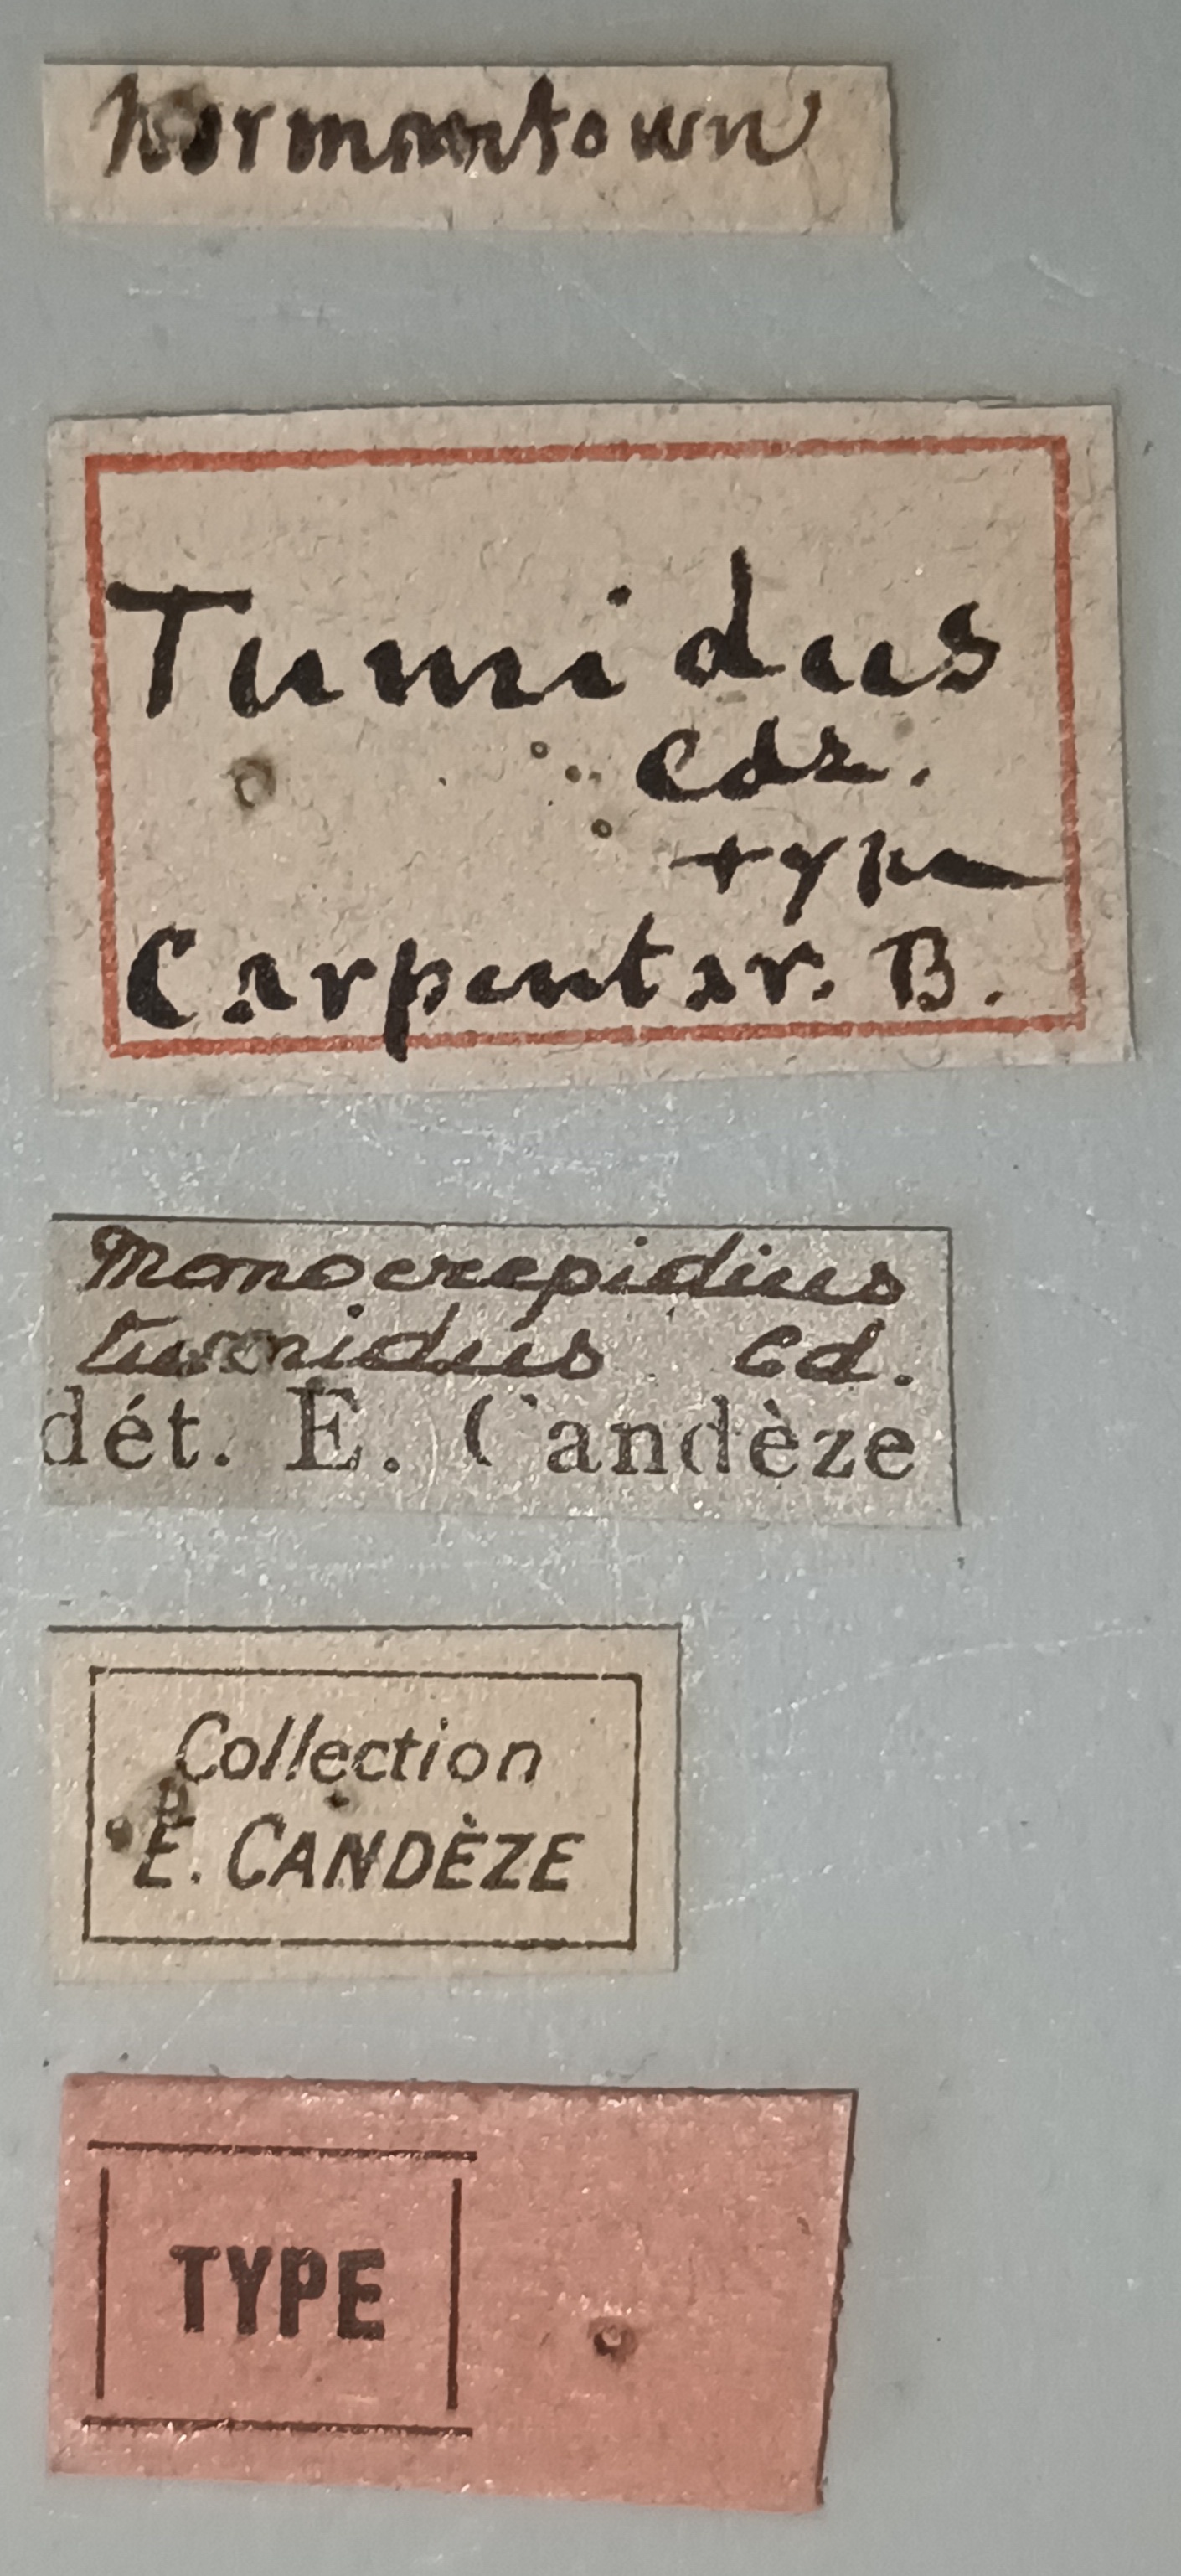 Normantown
Tumidus
Cdz.
type
Carpentar. B.
Monocrepidius
tumidus Cd.
dét. E. Candèze
Collection
E. CANDÈZE
TYPE